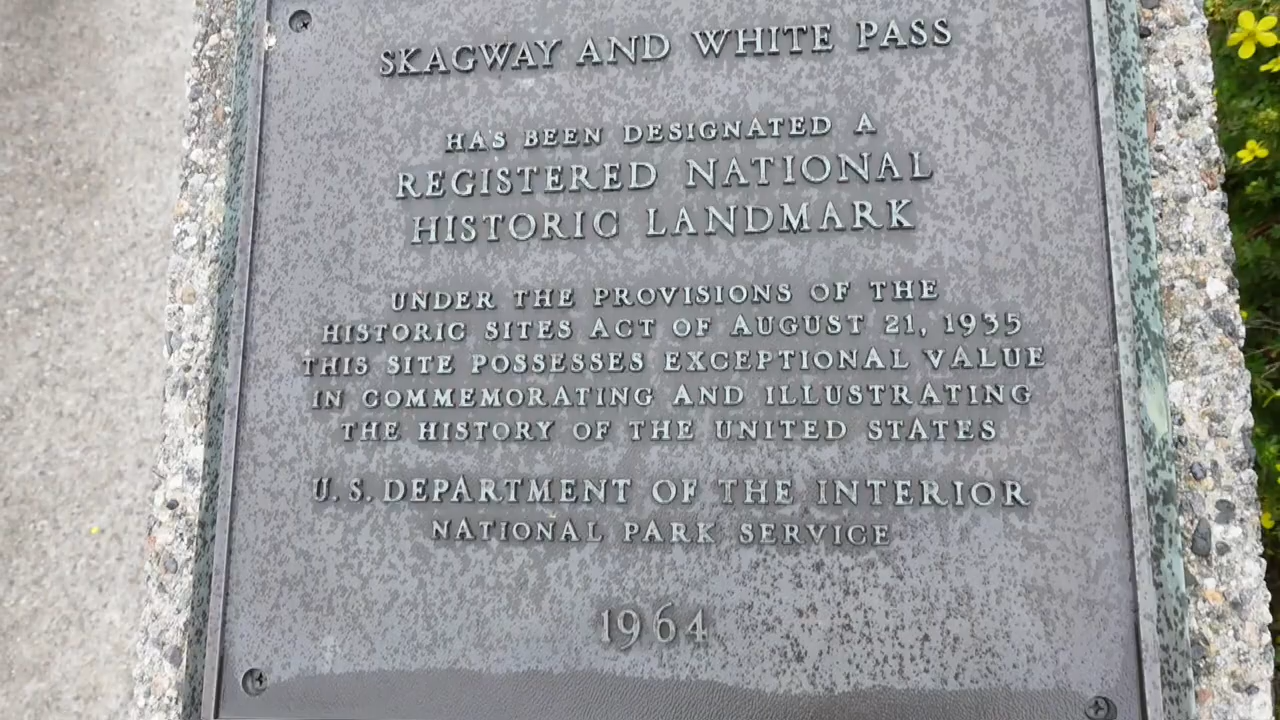 SKAGWAY AND WHITE PASS
HAS BEEN DESIGNATED A
REGISTERED NATIONAL
HISTORIC LANDMARK
UNDER THE PROVISIONS OF THE
HISTORIC SITES ACT OF AUGUST 21, 1935
THIS SITE POSSESSES EXCEPTIONAL VALUE
IN COMMEMORATING AND ILLUSTRATING
THE HISTORY OF THE UNITED STATES
U. S. DEPARTMENT OF THE INTERIOR
NATIONAL PARK SERVICE
1964